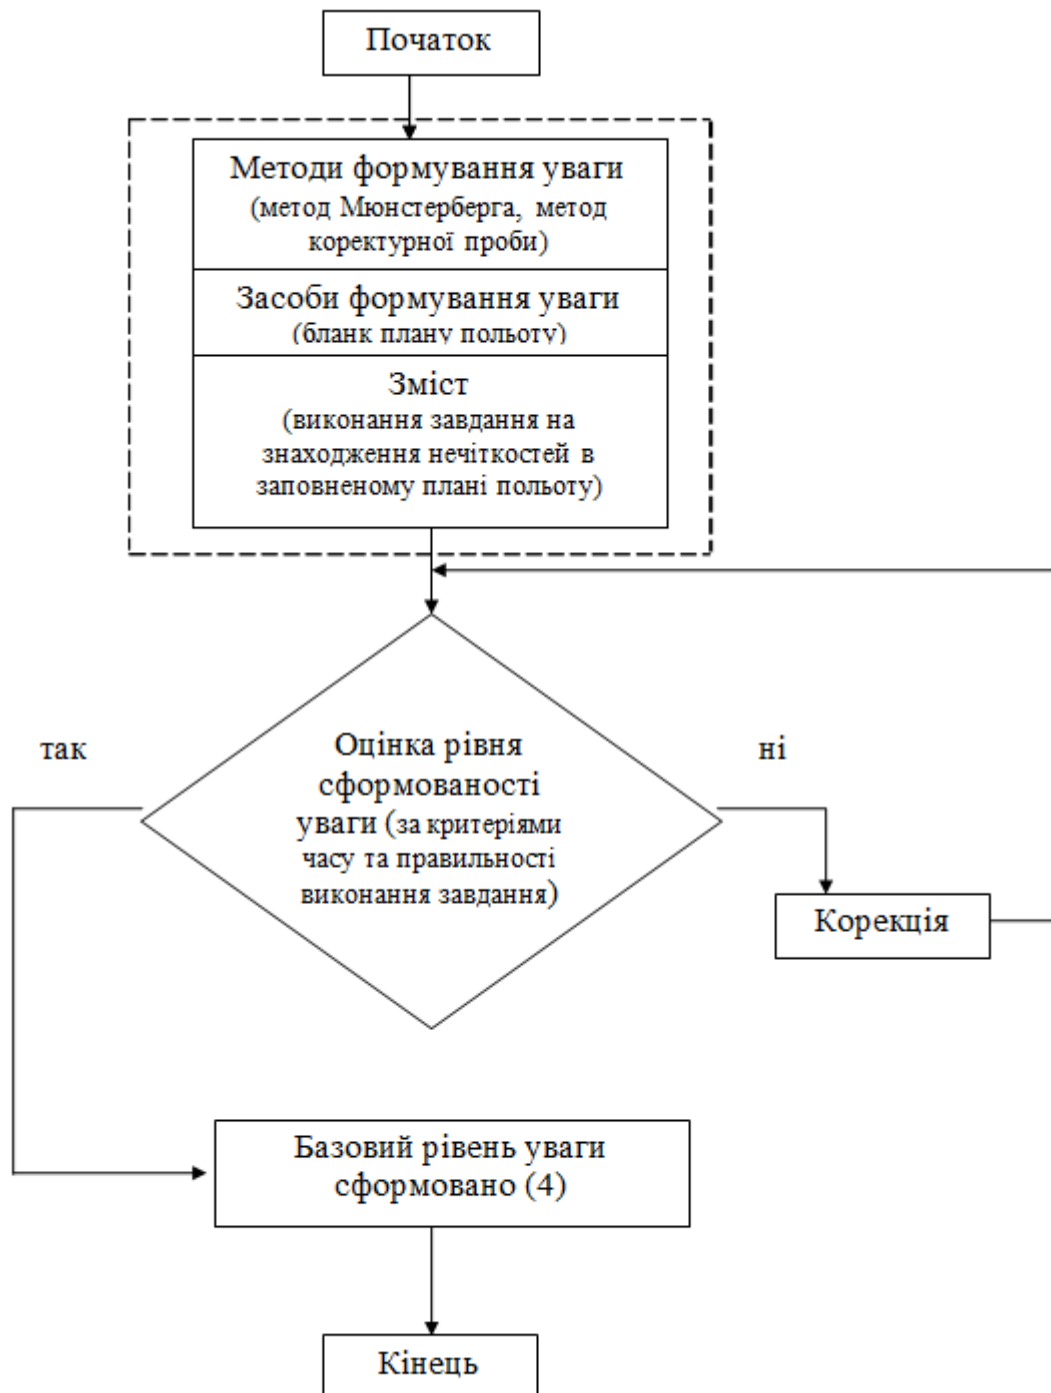 Початок
Методи формування уваги
(метод Мюнстерберга, метод
коректурної проби)
Засоби формування уваги
(бланк плану польоту)
Зміст
(виконання завдання на
знаходження нечіткостей в
заповненому плані польоту)
так
ні
Оцінка рівня
сформованості
уваги (за критеріями
часу та правильності
виконання завдання)
Корекція
Базовий рівень уваги
сформовано (4)
Кінець